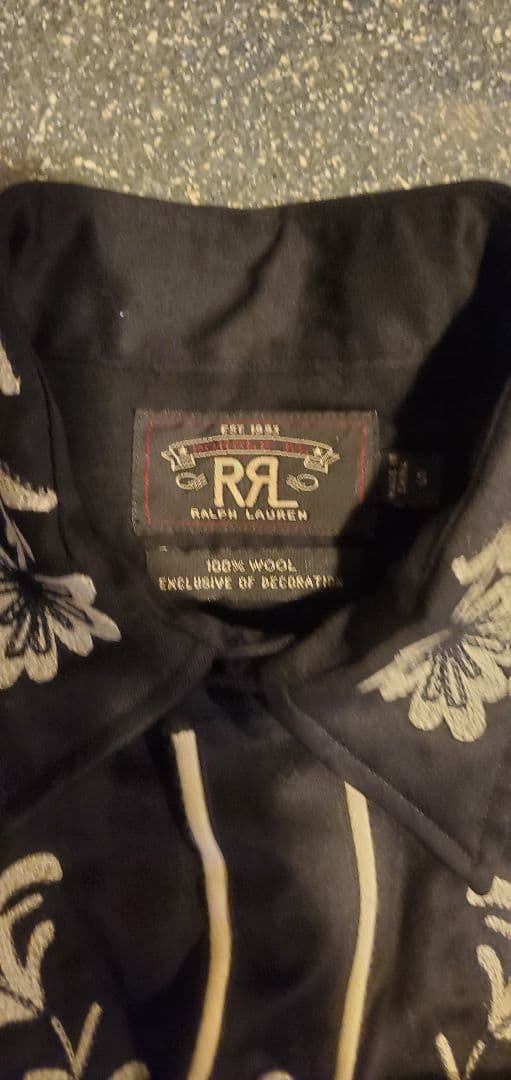 EST. 1993
RRL
RALPH LAUREN
100% WOOL
EXCLUSIVE OF DECORATION